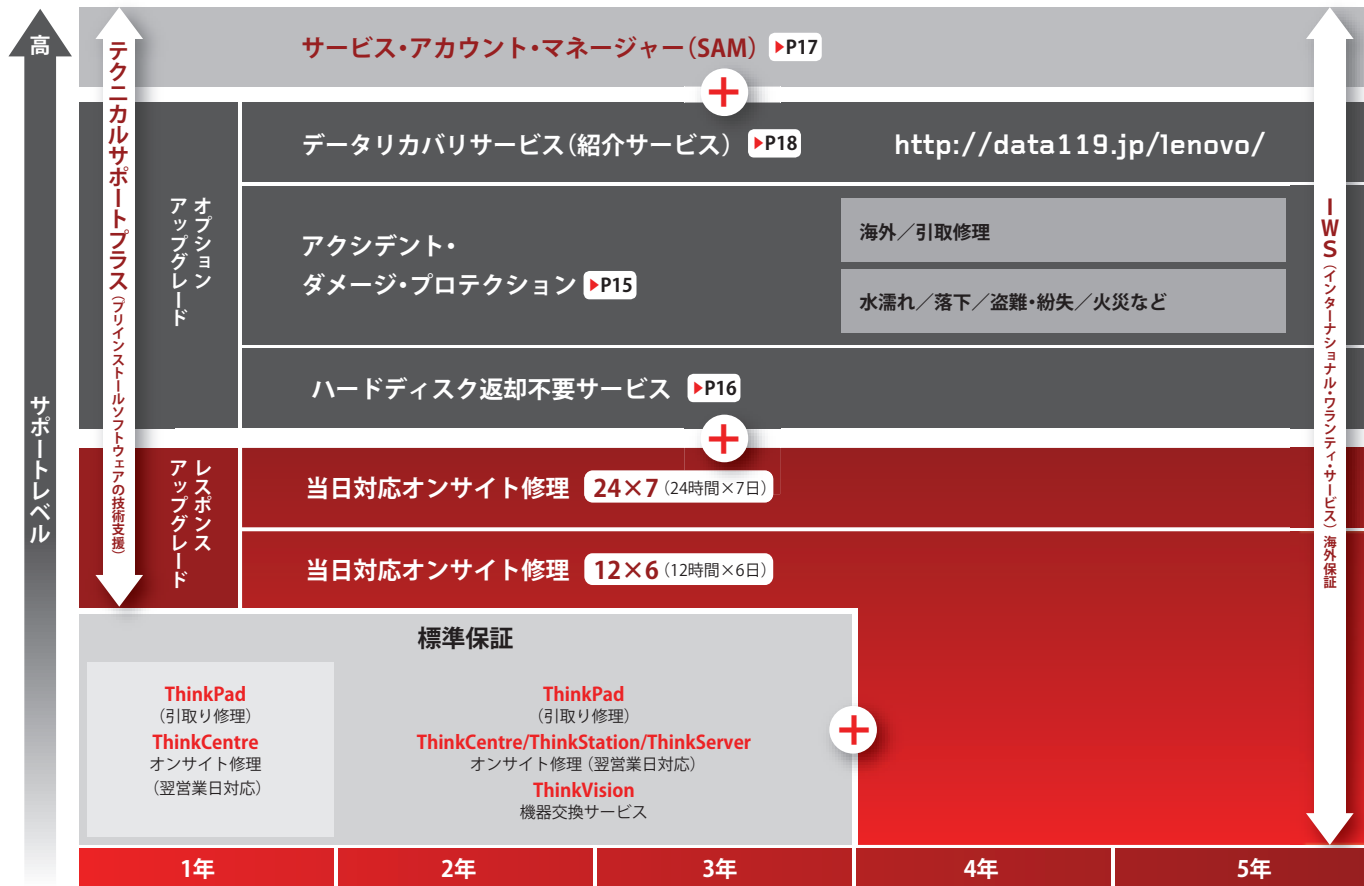 高
サポートレベル
テクニカルサポートプラス(プリインストールソフトウェアの技術支援)
サービス・アカウント・マネージャー(SAM) ▶P17
+
オプション
アップグレード
データリカバリサービス(紹介サービス) ▶P18 http://data119.jp/lenovo/
アクシデント・
ダメージ・プロテクション ▶P15
海外/引取修理
水濡れ/落下/盗難・紛失/火災など
ハードディスク返却不要サービス ▶P16
+
レスポンス
アップグレード
当日対応オンサイト修理 24×7(24時間×7日)
当日対応オンサイト修理 12×6(12時間×6日)
IWS(インターナショナル・ワランティ・サービス)海外保証
標準保証
ThinkPad
(引取り修理)
ThinkCentre
オンサイト修理
(翌営業日対応)
ThinkPad
(引取り修理)
ThinkCentre/ThinkStation/ThinkServer
オンサイト修理(翌営業日対応)
ThinkVision
機器交換サービス
+
1年 2年 3年 4年 5年